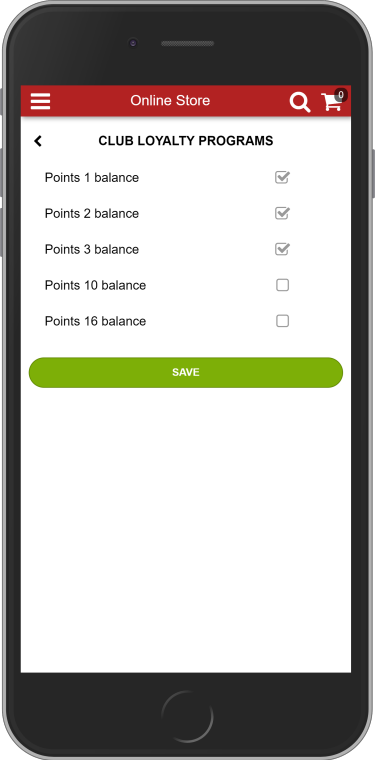 Online Store
0
CLUB LOYALTY PROGRAMS
Points 1 balance
Points 2 balance
Points 3 balance
Points 10 balance
Points 16 balance
SAVE